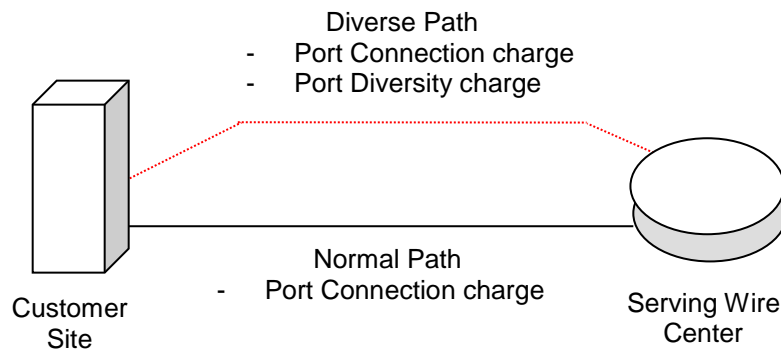 Diverse Path
- Port Connection charge
- Port Diversity charge
Normal Path
- Port Connection charge
Customer
Site
Serving Wire
Center